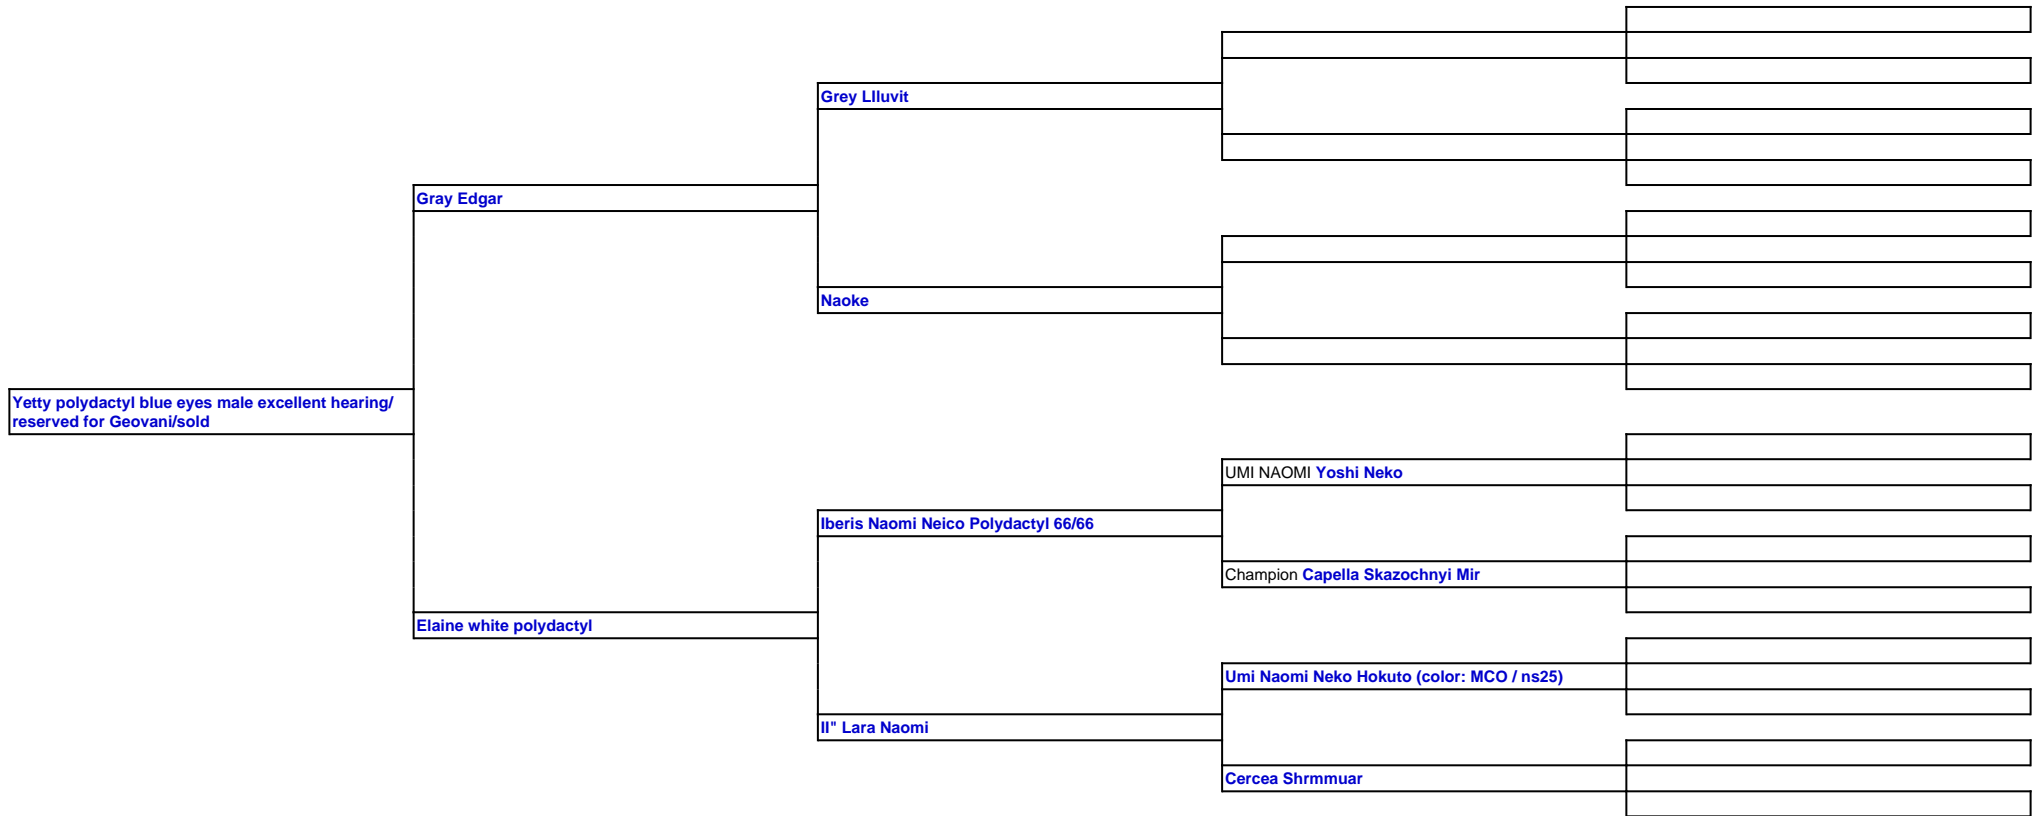 Grey LIluvit
Gray Edgar
Naoke
Yetty polydactyl blue eyes male excellent hearing/
reserved for Geovani/sold
UMI NAOMI Yoshi Neko
Iberis Naomi Neico Polydactyl 66/66
Champion Capella Skazochnyi Mir
Elaine white polydactyl
Umi Naomi Neko Hokuto (color: MCO / ns25)
II" Lara Naomi
Cercea Shrmmuar